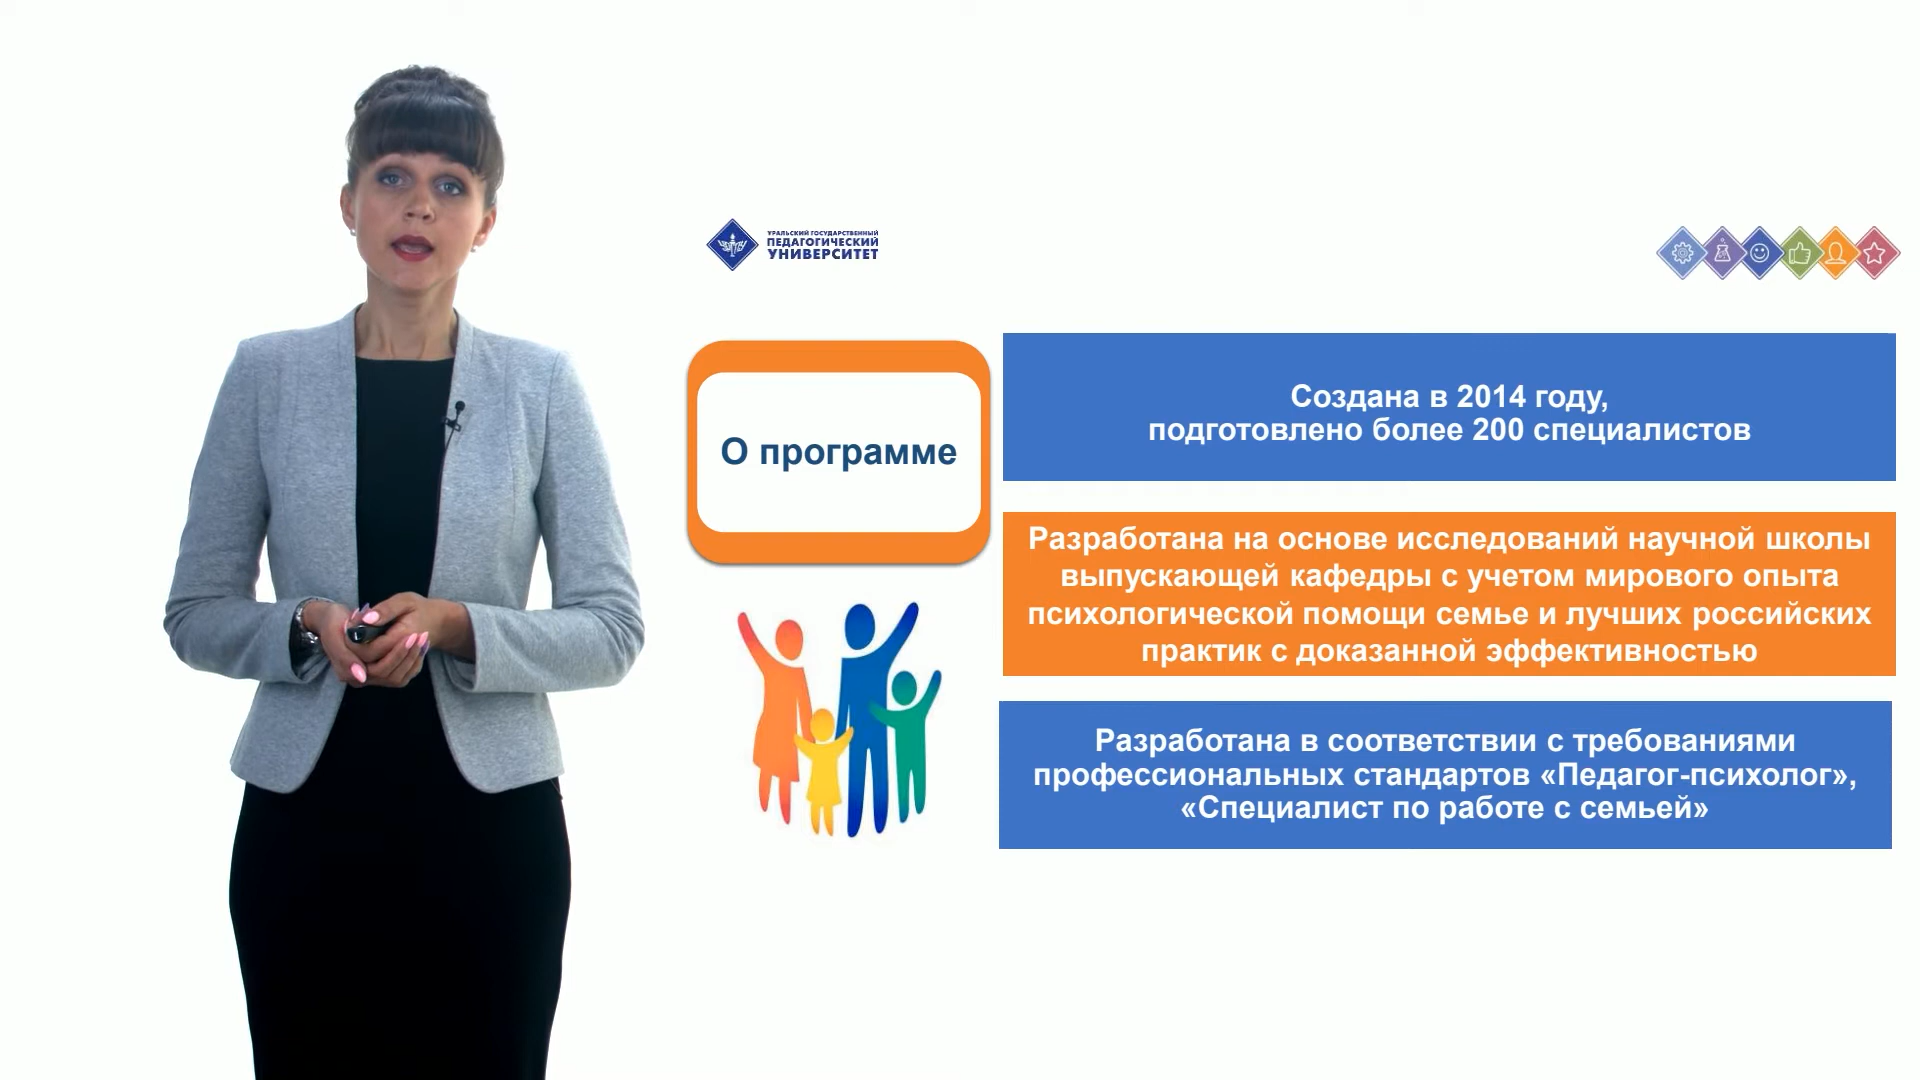 УРАЛЬСКИЙ ГОСУДАРСТВЕННЫЙ
ПЕДАГОГИЧЕСКИЙ
УНИВЕРСИТЕТ
О программе
Создана в 2014 году,
подготовлено более 200 специалистов
Разработана на основе исследований научной школы
выпускающей кафедры с учетом мирового опыта
психологической помощи семье и лучших российских
практик с доказанной эффективностью
Разработана в соответствии с требованиями
профессиональных стандартов «Педагог-психолог»,
«Специалист по работе с семьей»